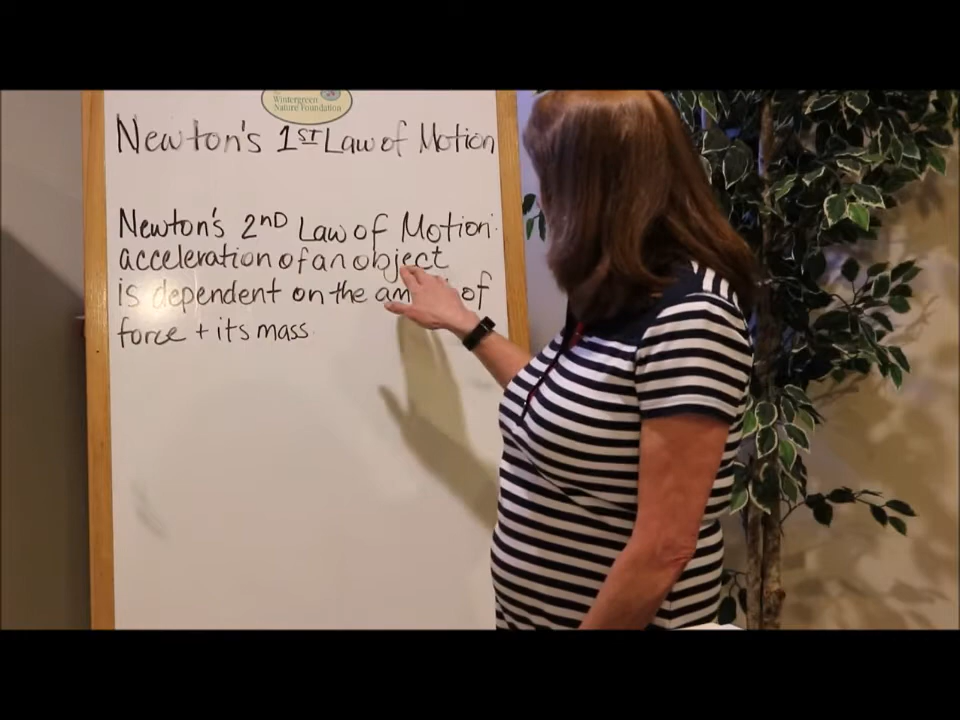 Wintergreen
Nature Foundation
Newton's 1ST Law of Motion
Newton's 2ND Law of Motion:
acceleration of an object
is dependent on the of
force + its mass.